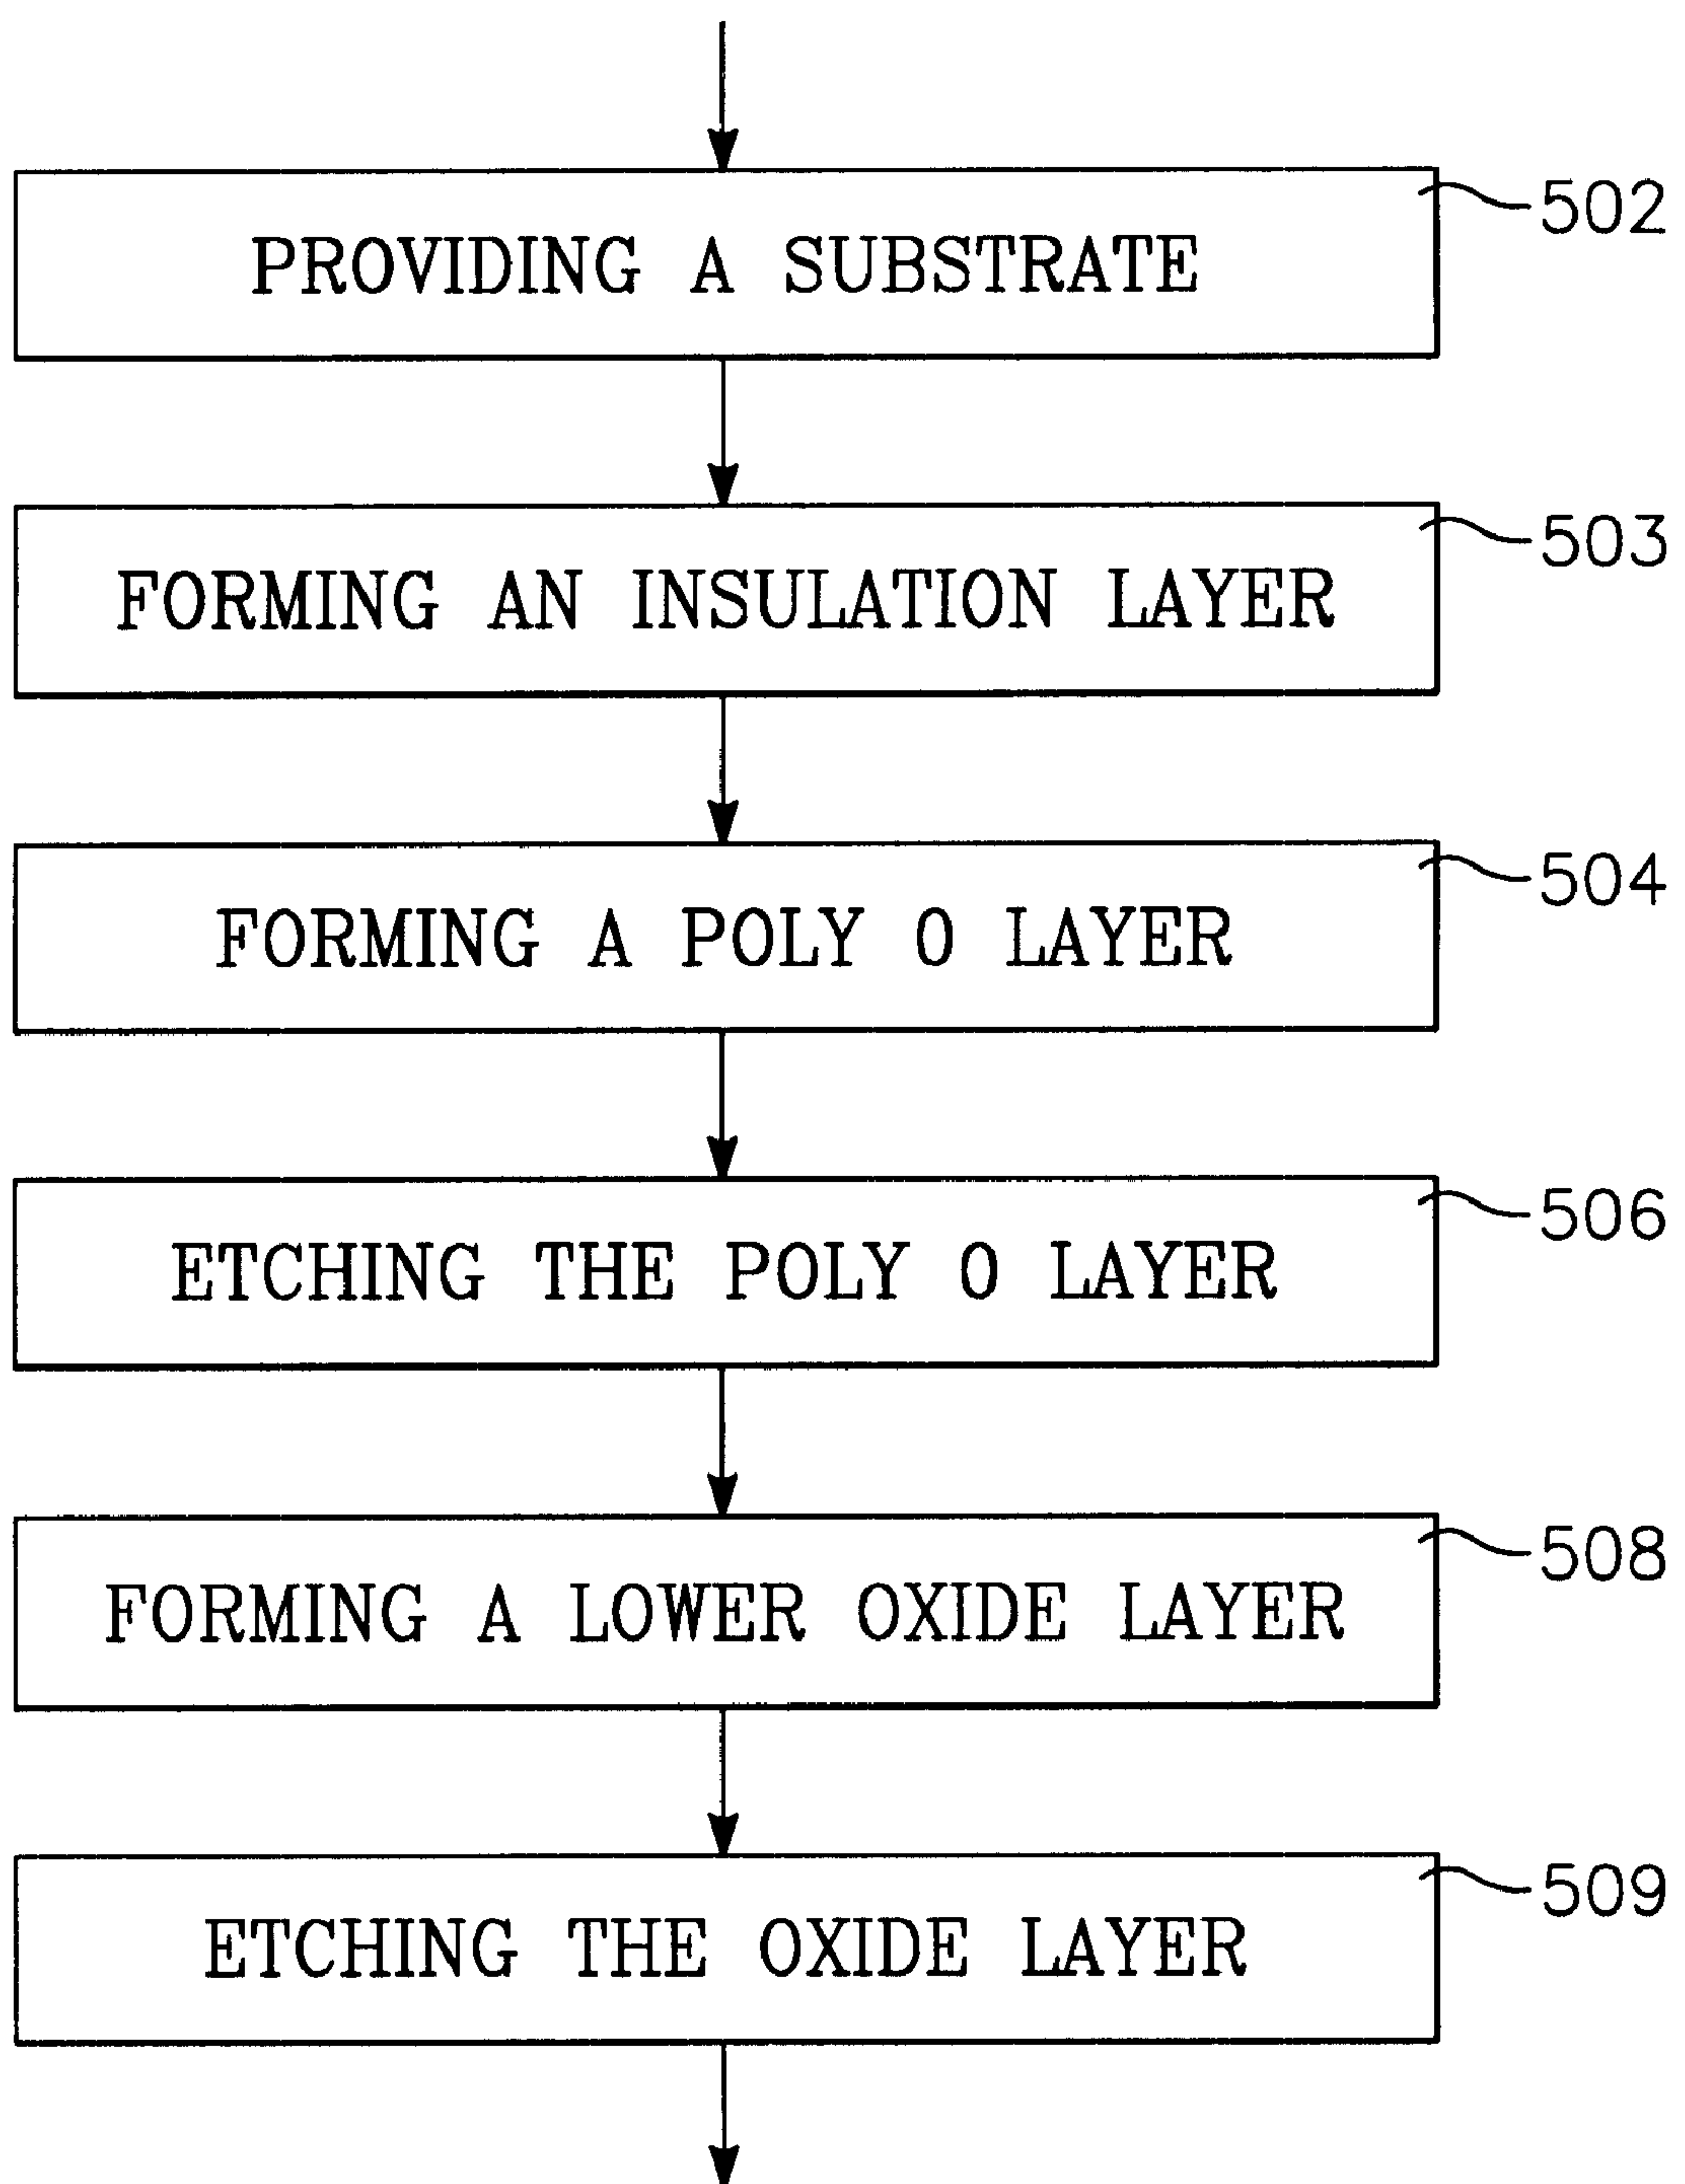 PROVIDING A SUBSTRATE
502
FORMING AN INSULATION LAYER
503
FORMING A POLY 0 LAYER
504
ETCHING THE POLY 0 LAYER
506
FORMING A LOWER OXIDE LAYER
508
ETCHING THE OXIDE LAYER
509